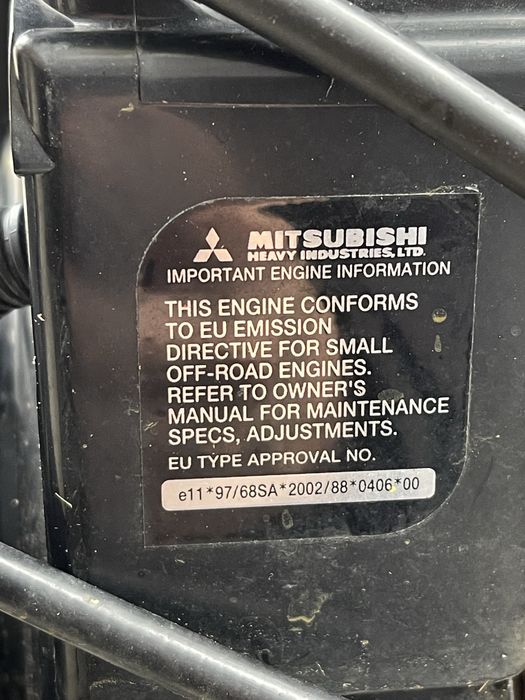 MITSUBISHI
HEAVY INDUSTRIES, LTD.
IMPORTANT ENGINE INFORMATION
THIS ENGINE CONFORMS
TO EU EMISSION
DIRECTIVE FOR SMALL
OFF-ROAD ENGINES.
REFER TO OWNER'S
MANUAL FOR MAINTENANCE
SPECS, ADJUSTMENTS.
EU TYPE APPROVAL NO.
e11*97/68SA*2002/88*0406*00